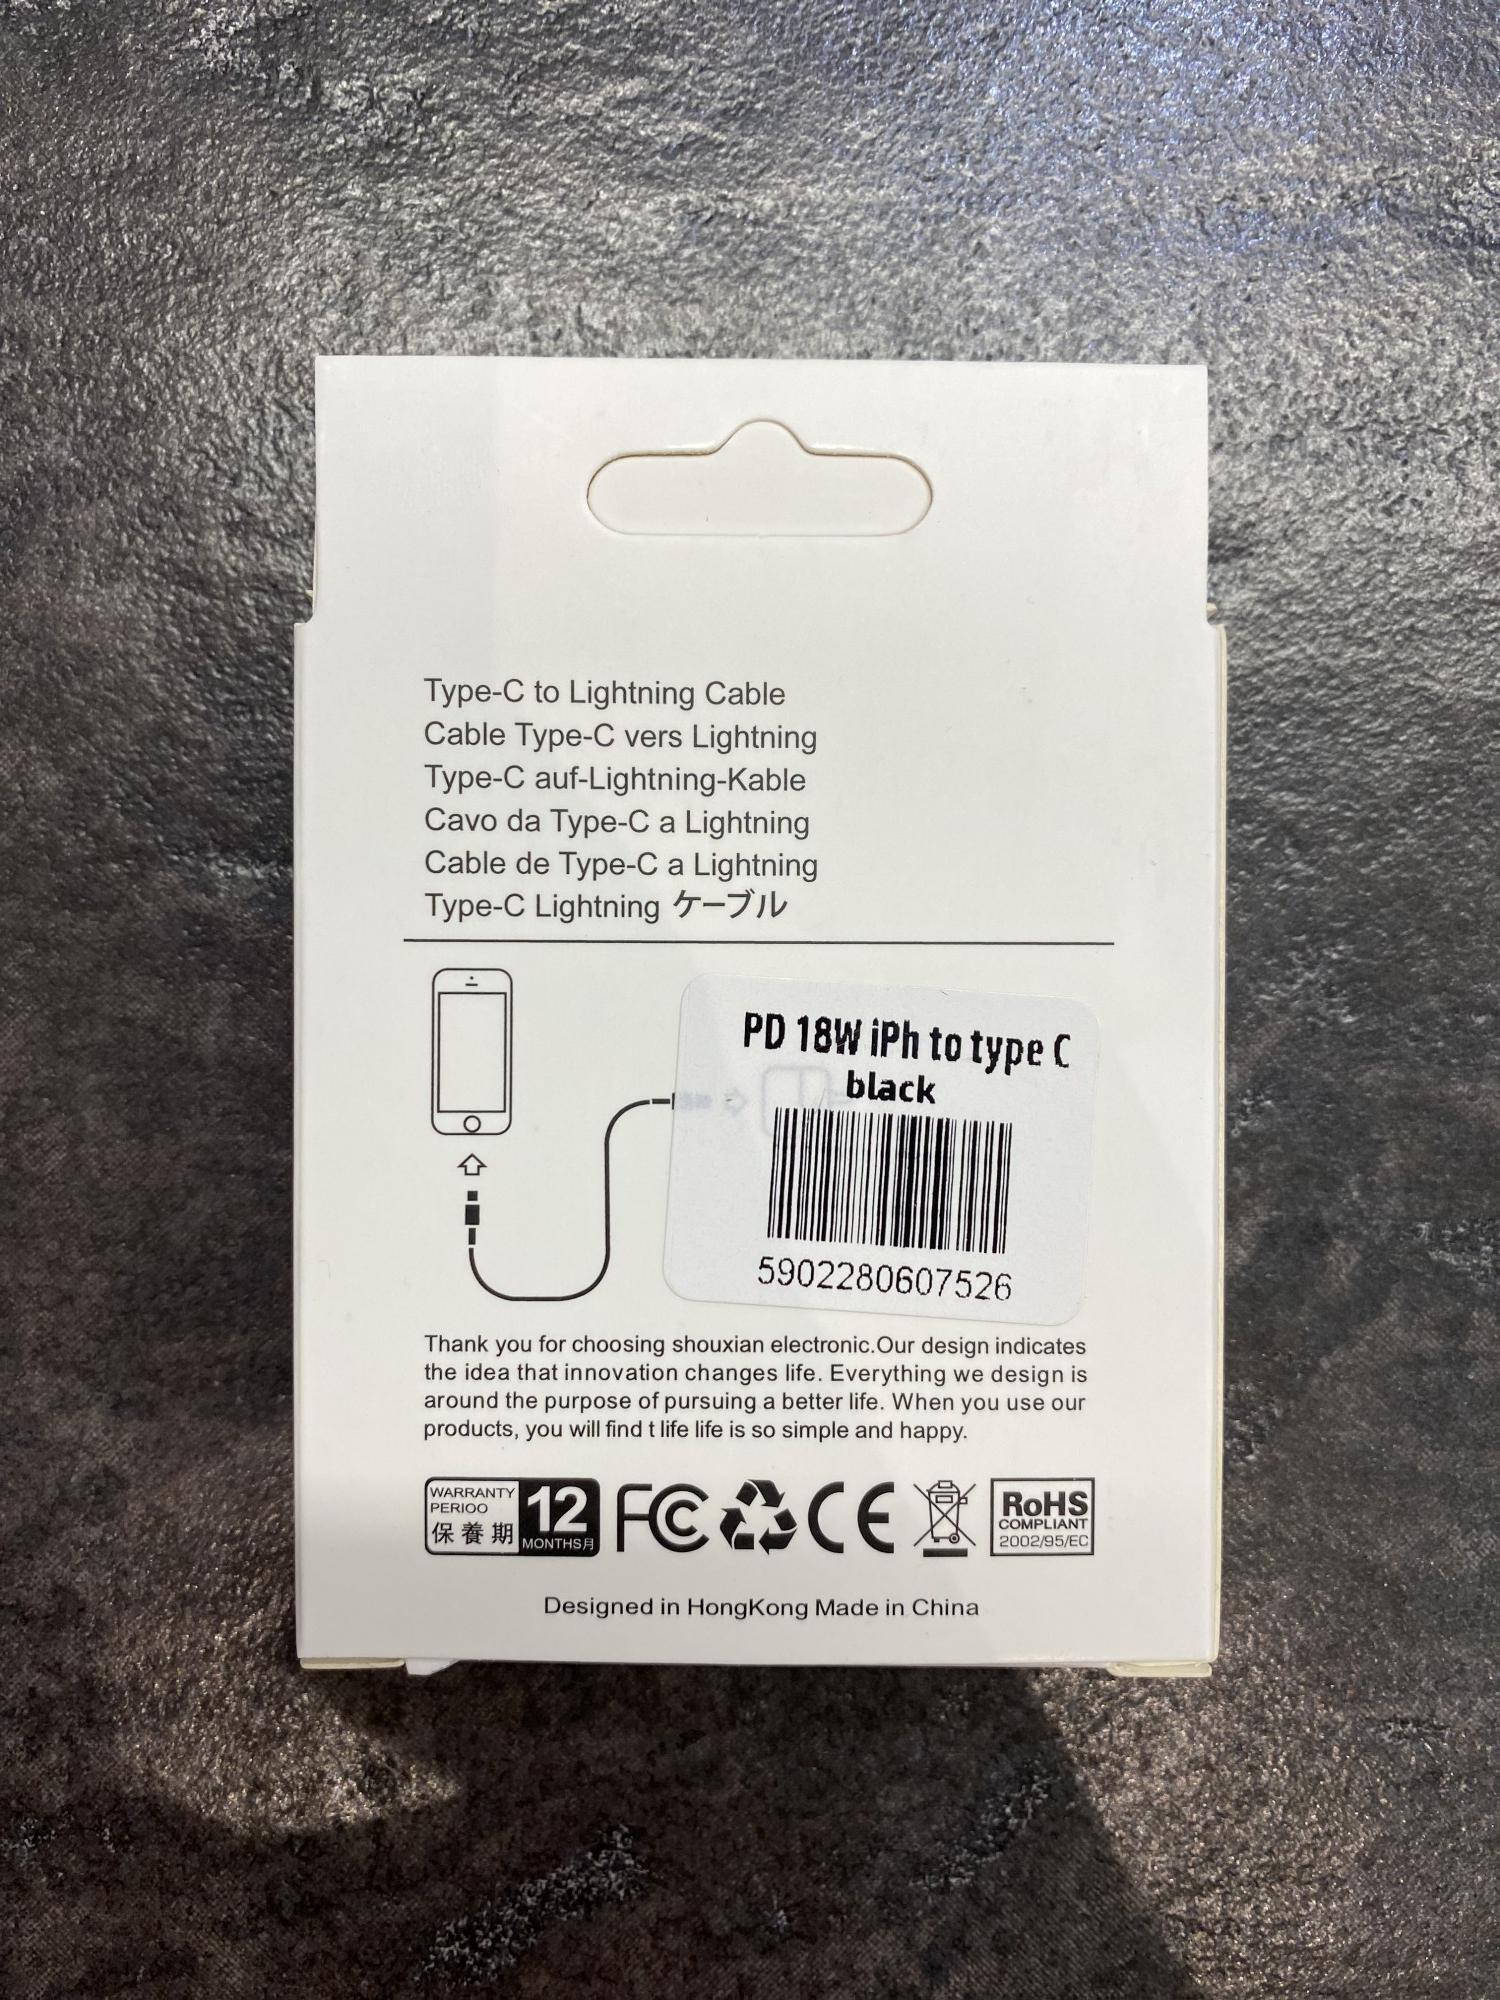 Type-C to Lightning Cable
Cable Type-C vers Lightning
Type-C auf-Lightning-Kable
Cavo da Type-C a Lightning
Cable de Type-C a Lightning
Type-C Lightning ケーブル
PD 18W iPh to type C
black
5902280607526
Thank you for choosing shouxian electronic.Our design indicates
the idea that innovation changes life. Everything we design is
around the purpose of pursuing a better life. When you use our
products, you will find t life life is so simple and happy.
WARRANTY
PERIOO
保養期
12
MONTHS月
FC
CE
RoHS
COMPLIANT
2002/95/EC
Designed in HongKong Made in China